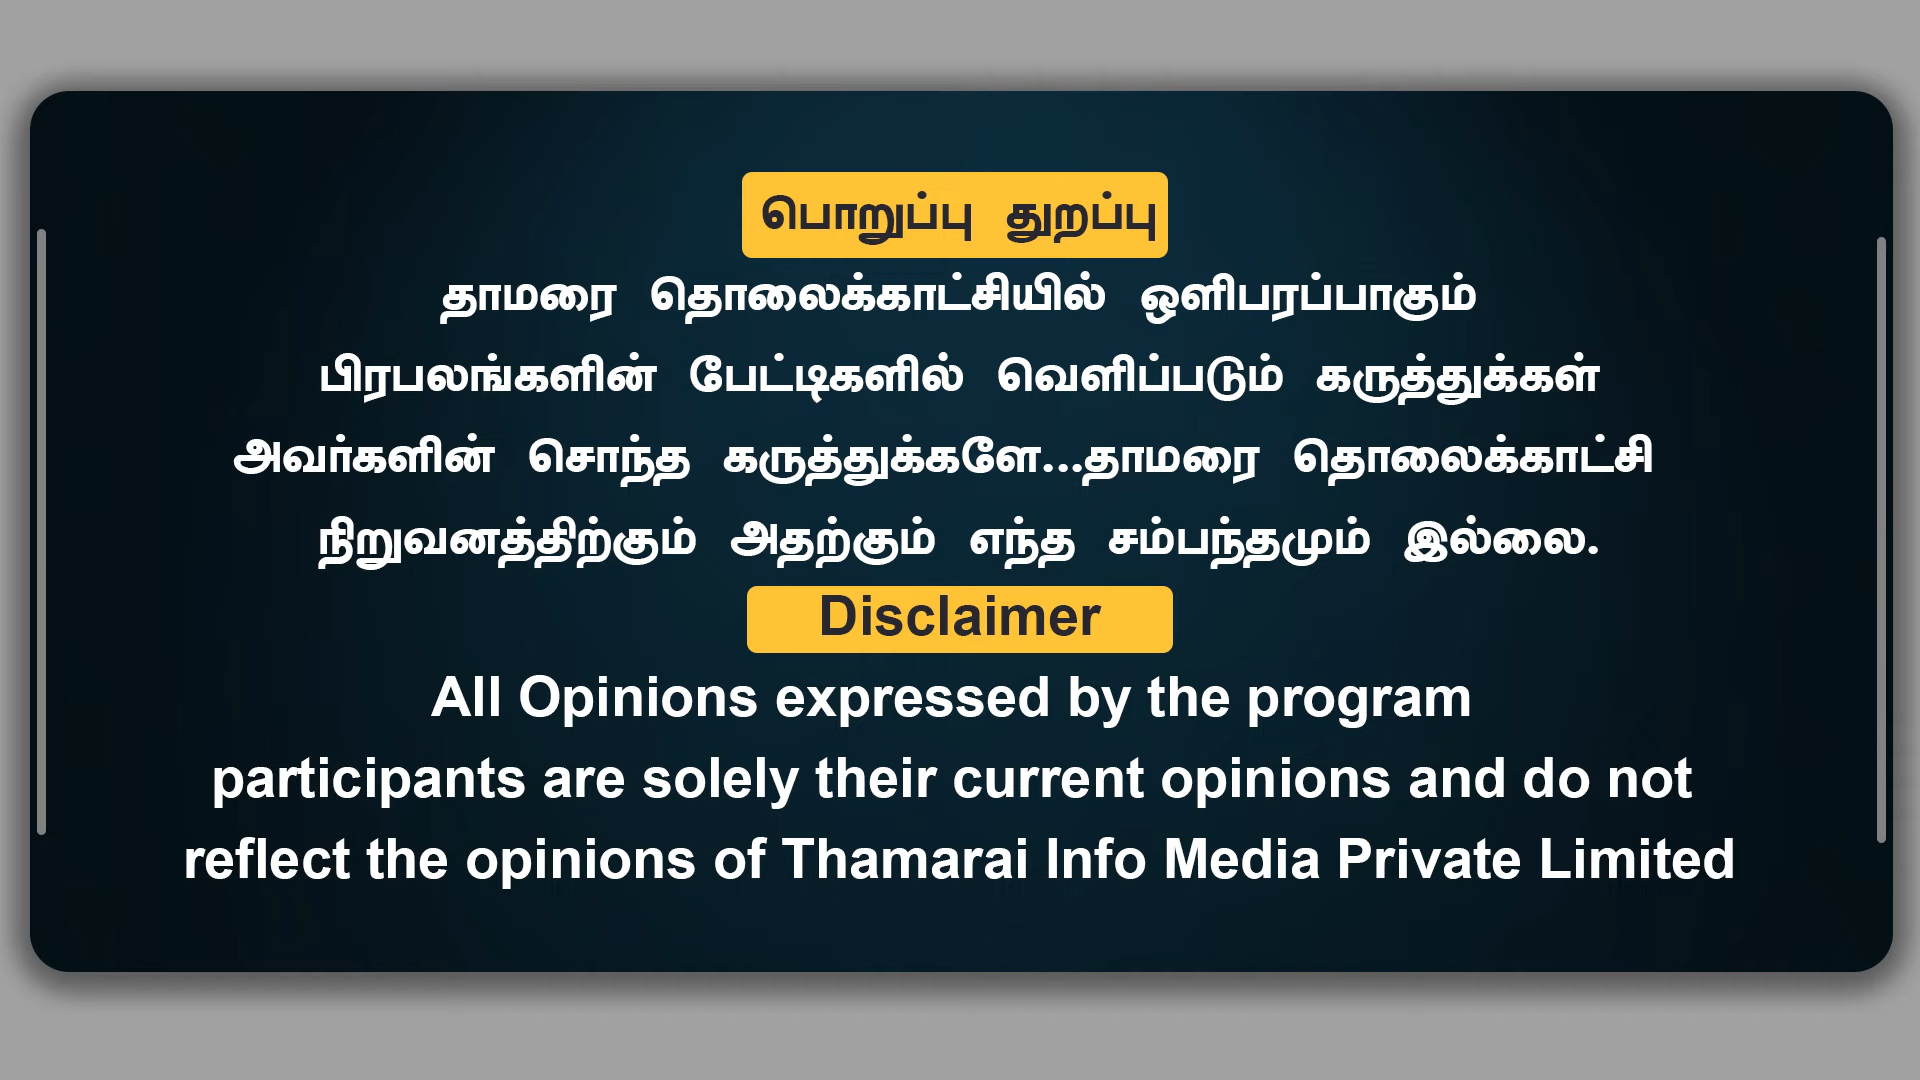 பொறுப்பு துறப்பு
தாமரை தொலைக்காட்சியில் ஒளிபரப்பாகும்
பிரபலங்களின் பேட்டிகளில் வெளிப்படும் கருத்துக்கள்
அவர்களின் சொந்த கருத்துக்களே...தாமரை தொலைக்காட்சி
நிறுவனத்திற்கும் அதற்கும் எந்த சம்பந்தமும் இல்லை.
Disclaimer
All Opinions expressed by the program
participants are solely their current opinions and do not
reflect the opinions of Thamarai Info Media Private Limited